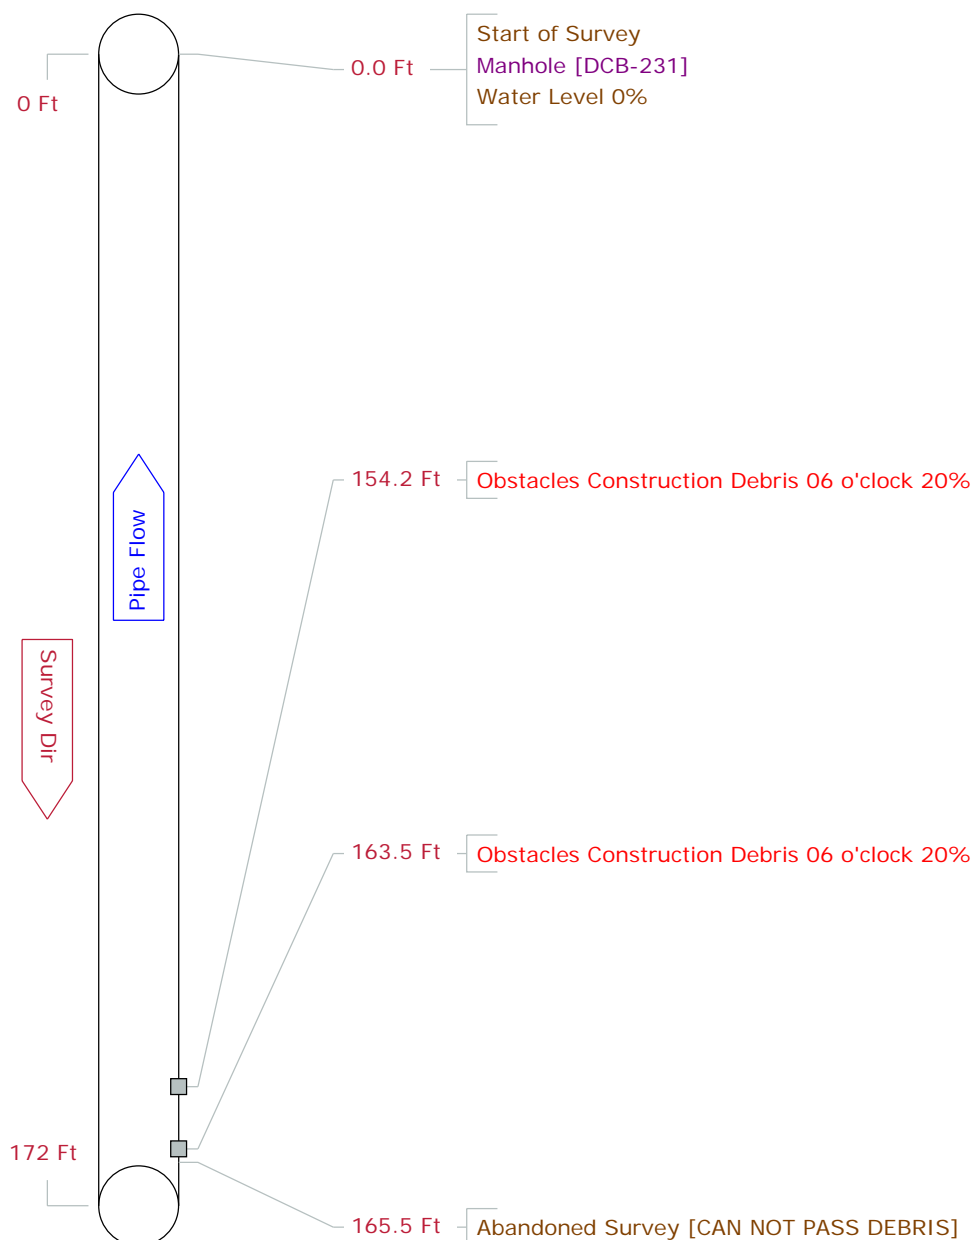 Start of Survey
0.0 Ft
Manhole [DCB-231]
Water Level 0%
0 Ft
154.2 Ft
Obstacles Construction Debris 06 o'clock 20%
Pipe Flow
Survey Dir
163.5 Ft
Obstacles Construction Debris 06 o'clock 20%
172 Ft
165.5 Ft
Abandoned Survey [CAN NOT PASS DEBRIS]